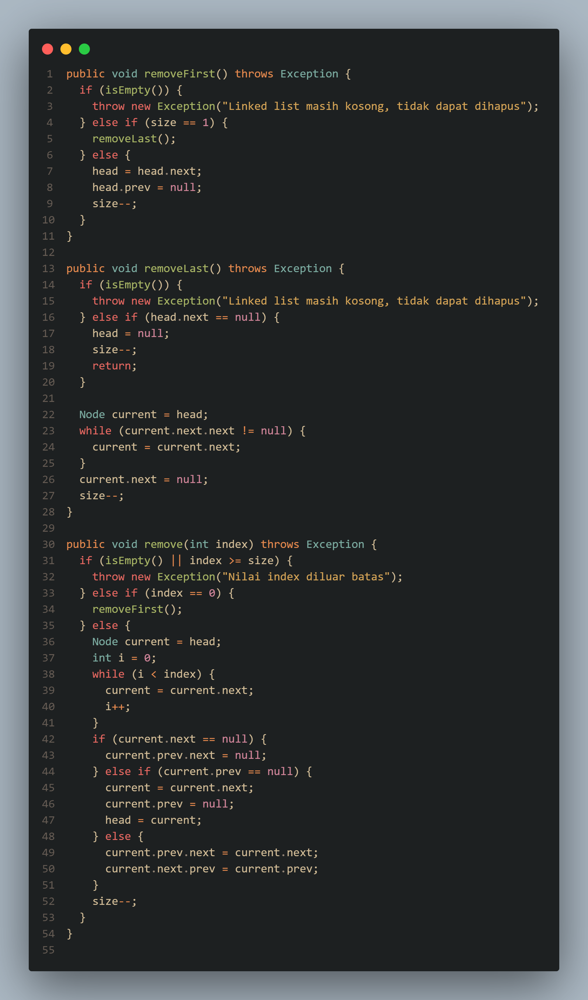 1 public void removeFirst() throws Exception {
2   if (isEmpty()) {
3     throw new Exception("Linked list masih kosong, tidak dapat dihapus");
4   } else if (size == 1) {
5     removeLast();
6   } else {
7     head = head.next;
8     head.prev = null;
9     size--;
10   }
11 }
12
13 public void removeLast() throws Exception {
14   if (isEmpty()) {
15     throw new Exception("Linked list masih kosong, tidak dapat dihapus");
16   } else if (head.next == null) {
17     head = null;
18     size--;
19     return;
20   }
21
22   Node current = head;
23   while (current.next.next != null) {
24     current = current.next;
25   }
26   current.next = null;
27   size--;
28 }
29
30 public void remove(int index) throws Exception {
31   if (isEmpty() || index >= size) {
32     throw new Exception("Nilai index diluar batas");
33   } else if (index == 0) {
34     removeFirst();
35   } else {
36     Node current = head;
37     int i = 0;
38     while (i < index) {
39       current = current.next;
40       i++;
41     }
42     if (current.next == null) {
43       current.prev.next = null;
44     } else if (current.prev == null) {
45       current = current.next;
46       current.prev = null;
47       head = current;
48     } else {
49       current.prev.next = current.next;
50       current.next.prev = current.prev;
51     }
52     size--;
53   }
54 }
55